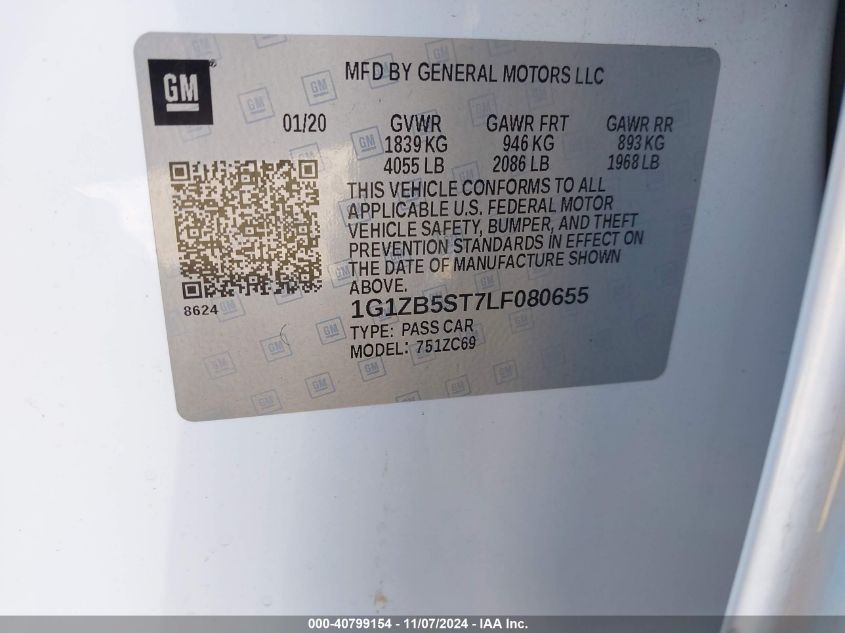 GM
MFD BY GENERAL MOTORS LLC
01/20 GVWR GAWR FRT GAWR RR
1839 KG 946 KG 893 KG
4055 LB 2086 LB 1968 LB
THIS VEHICLE CONFORMS TO ALL
APPLICABLE U.S. FEDERAL MOTOR
VEHICLE SAFETY, BUMPER, AND THEFT
PREVENTION STANDARDS IN EFFECT ON
THE DATE OF MANUFACTURE SHOWN
ABOVE.
8624
1G1ZB5ST7LF080655
TYPE: PASS CAR
MODEL: 751ZC69
000-40799154 - 11/07/2024 - IAA Inc.